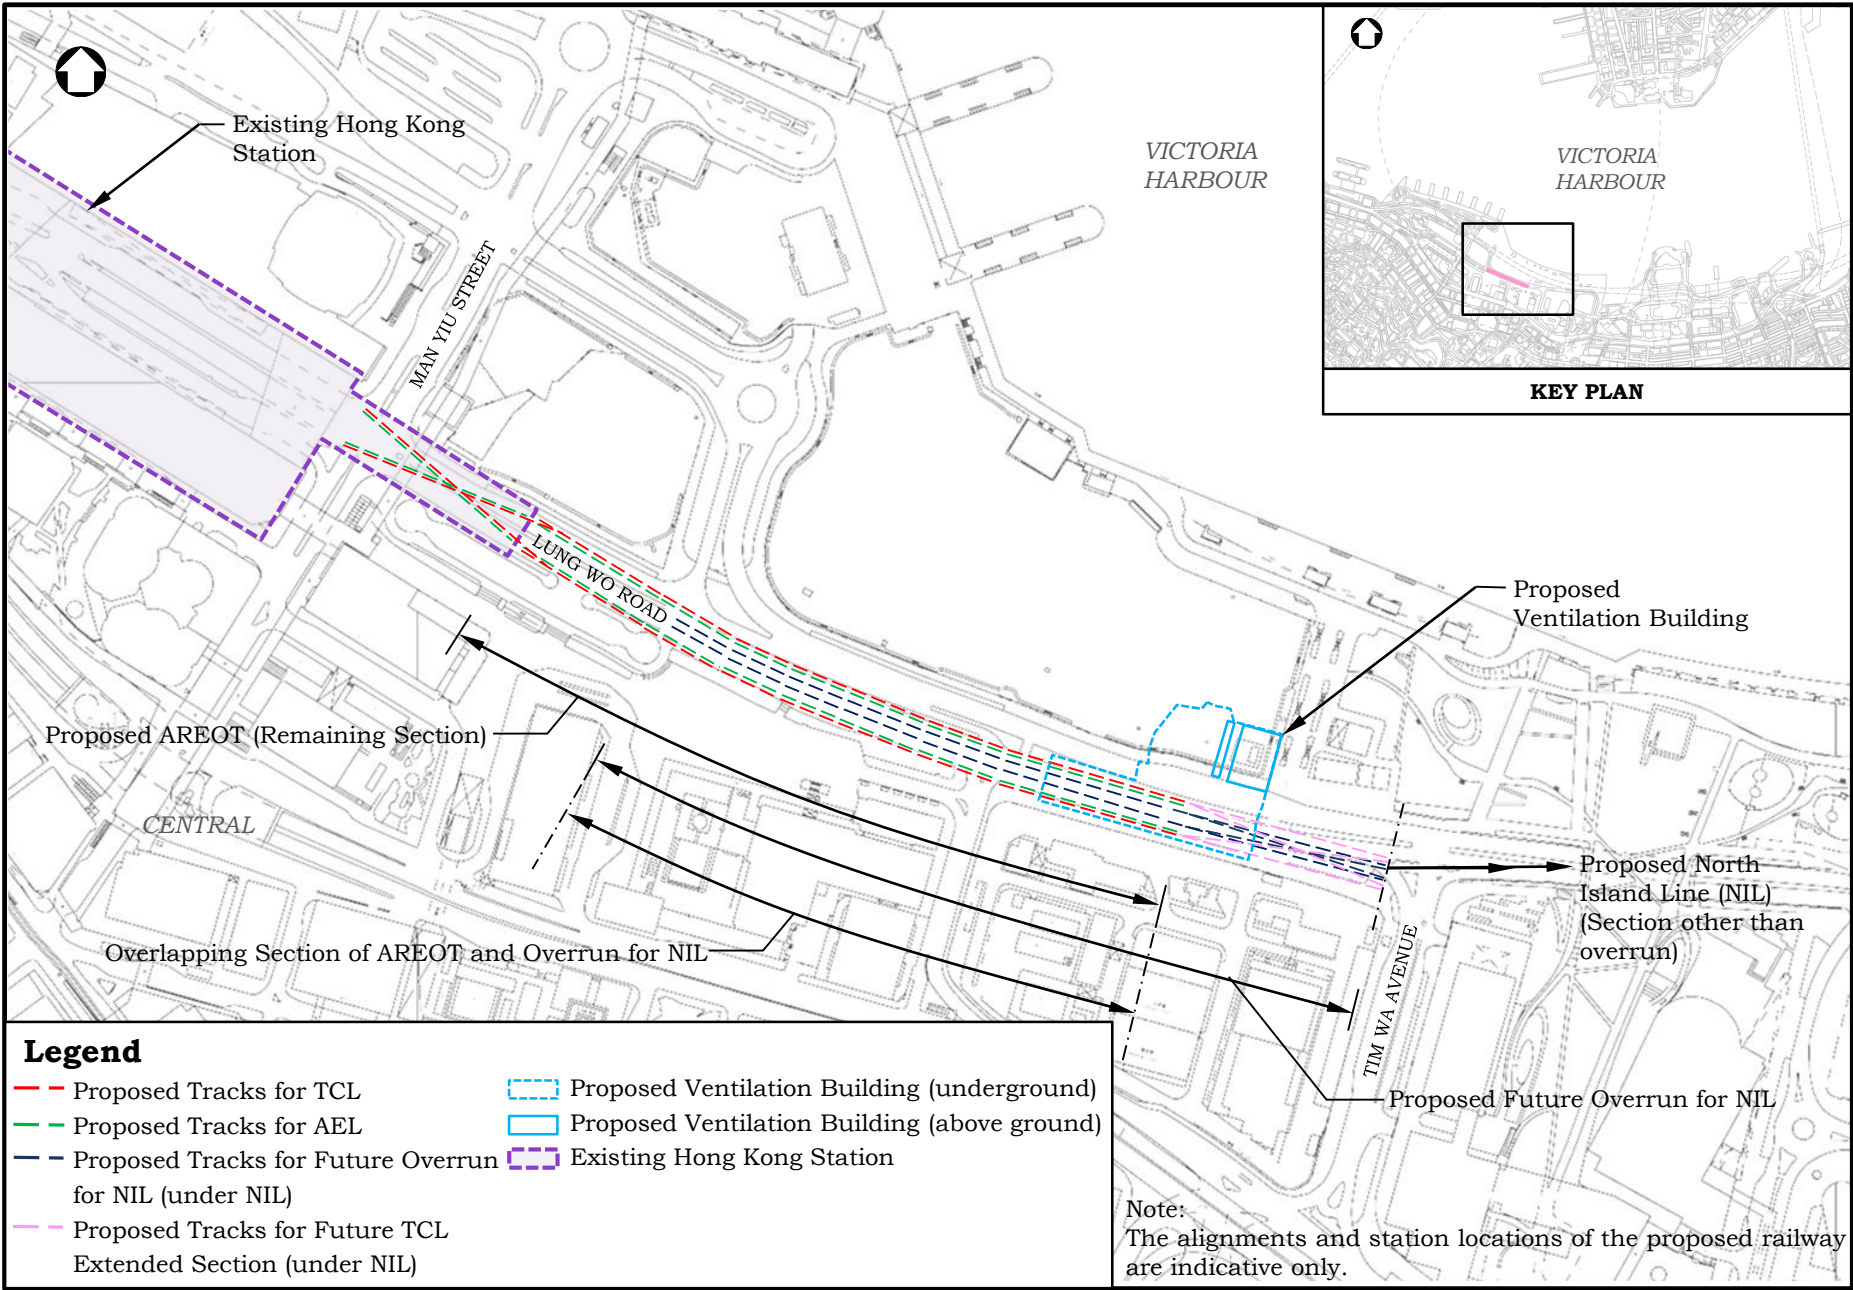 Existing Hong Kong
Station
MAN YIU STREET
VICTORIA
HARBOUR
VICTORIA
HARBOUR
KEY PLAN
LUNG WO ROAD
Proposed
Ventilation Building
Proposed AREOT (Remaining Section)
CENTRAL
Overlapping Section of AREOT and Overrun for NIL
Proposed North
Island Line (NIL)
(Section other than
overrun)
TIM WA AVENUE
Proposed Future Overrun for NIL
Legend
Proposed Tracks for TCL
Proposed Tracks for AEL
Proposed Tracks for Future Overrun
for NIL (under NIL)
Proposed Tracks for Future TCL
Extended Section (under NIL)
Proposed Ventilation Building (underground)
Proposed Ventilation Building (above ground)
Existing Hong Kong Station
Note:
The alignments and station locations of the proposed railway
are indicative only.